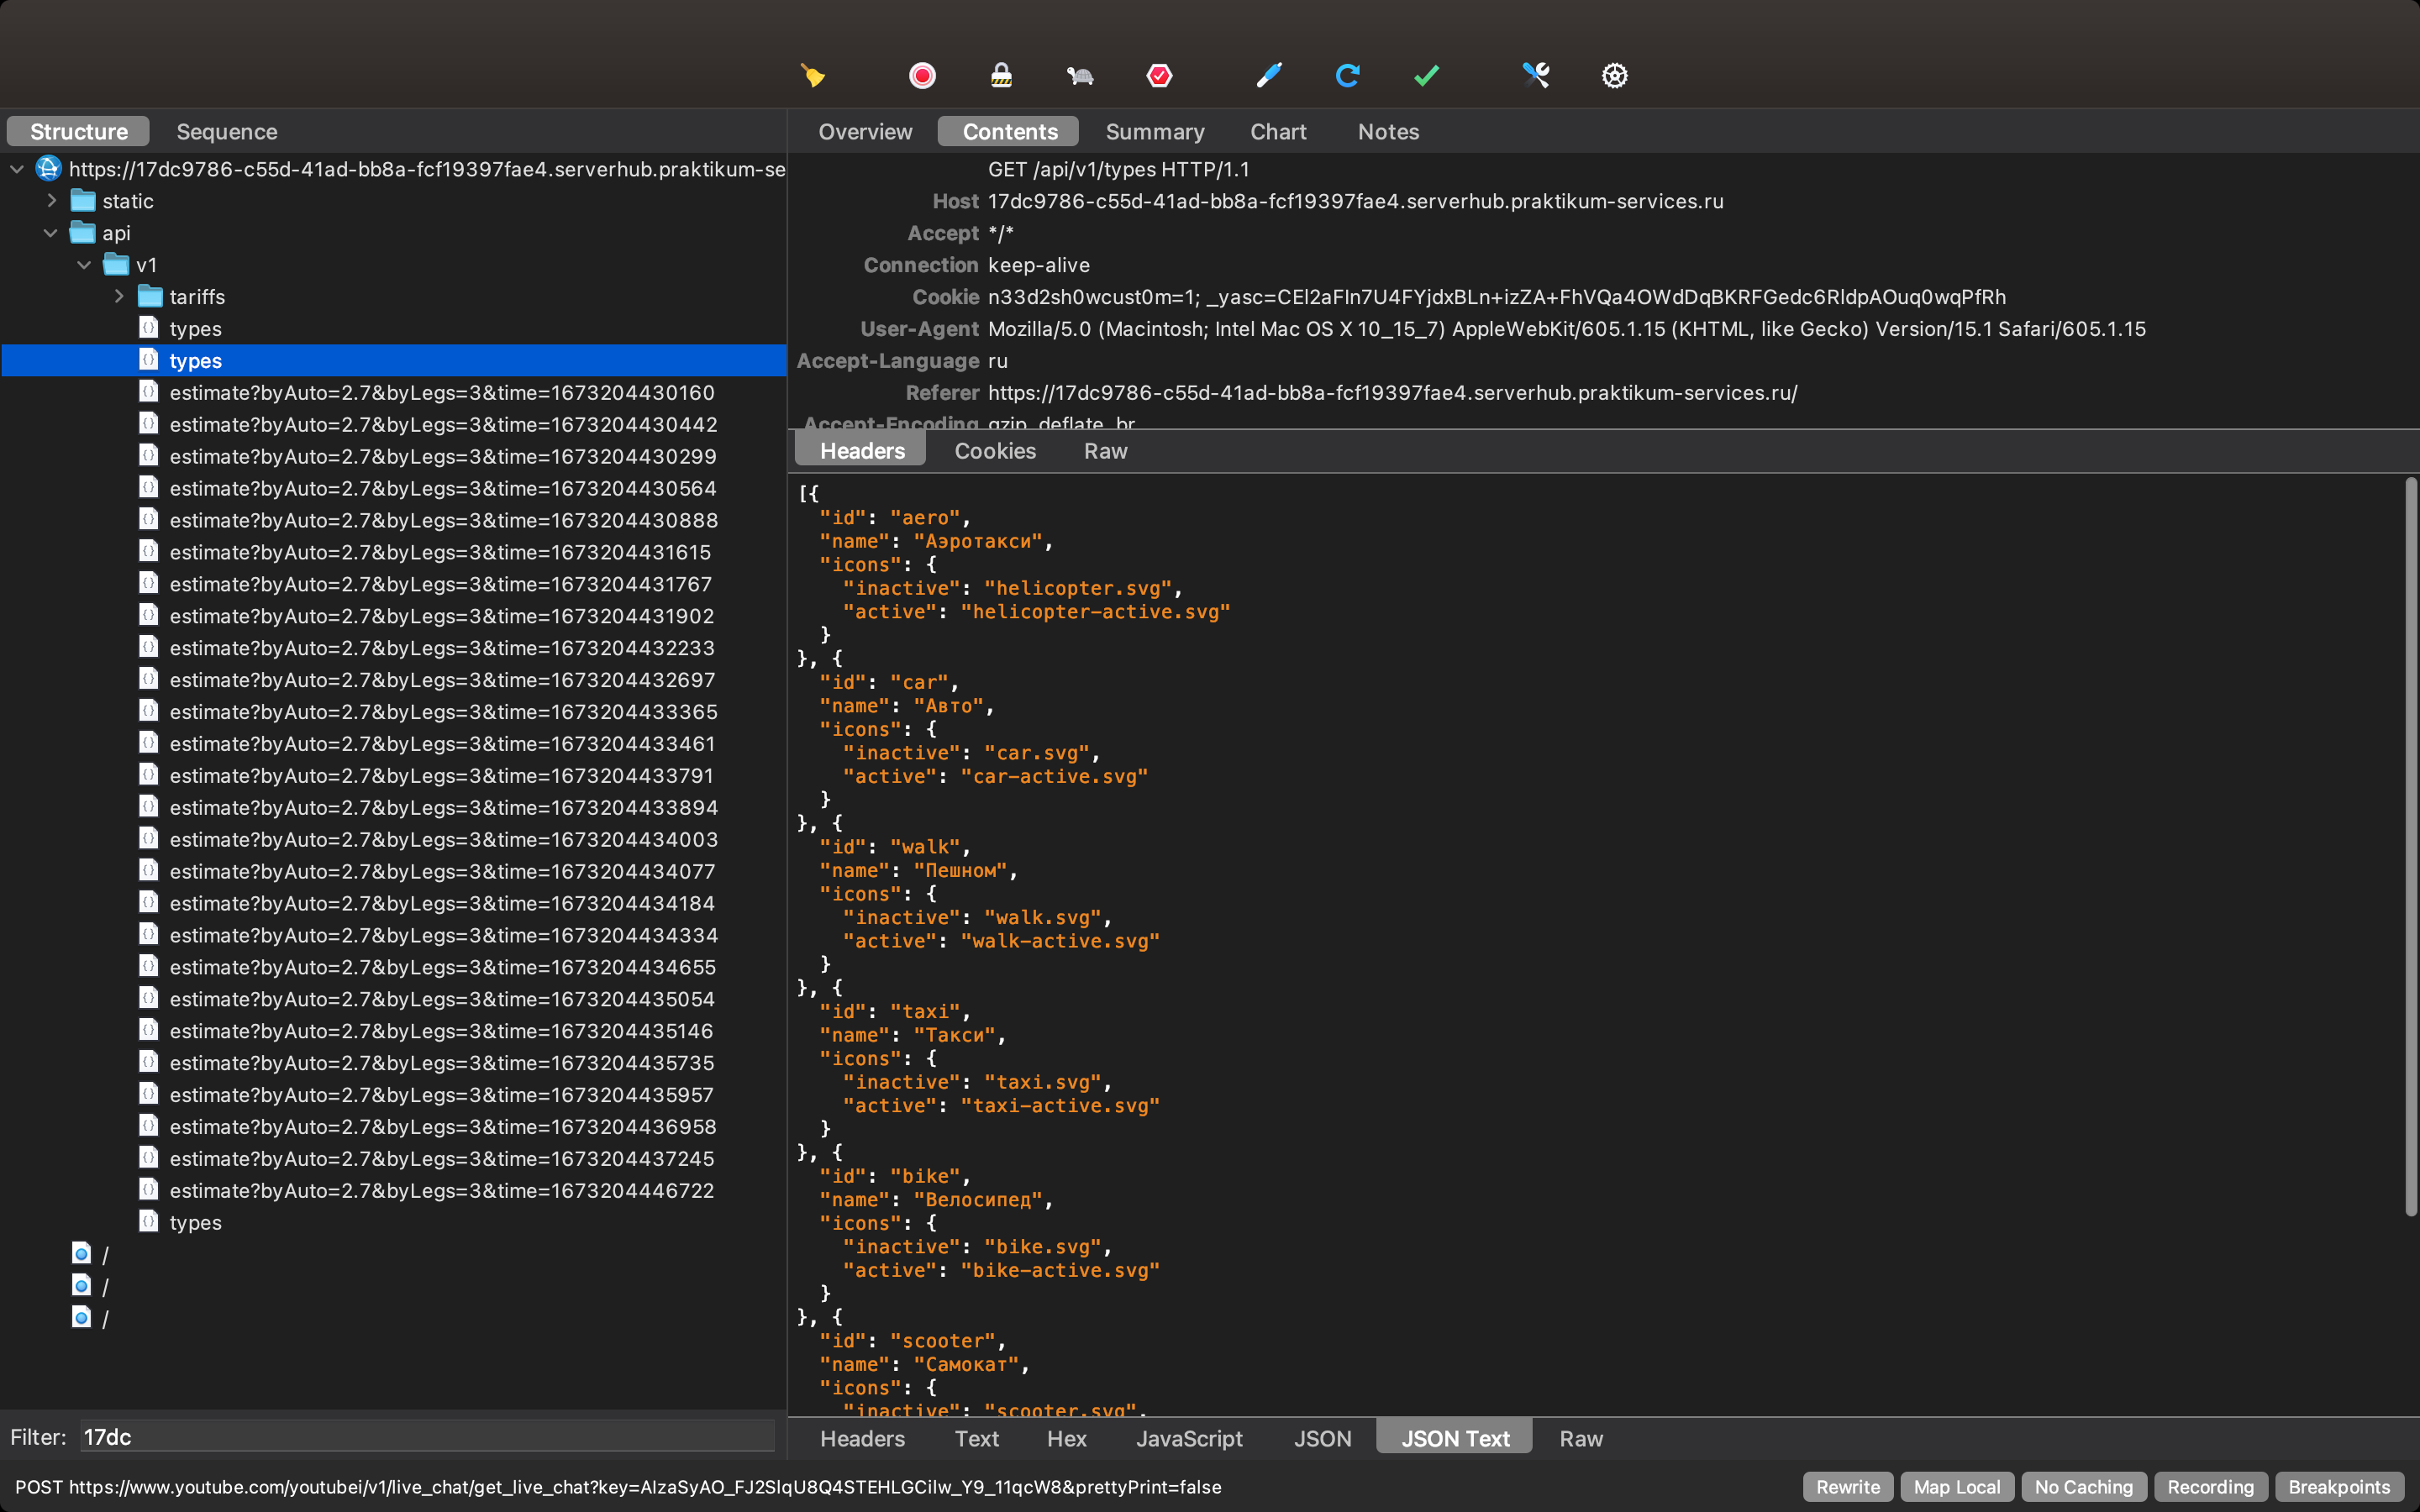 Structure
Sequence
https://17dc9786-c55d-41ad-bb8a-fcf19397fae4.serverhub.praktikum-se
static
api
v1
tariffs
types
types
estimate?byAuto=2.7&byLegs=3&time=1673204430160
estimate?byAuto=2.7&byLegs=3&time=1673204430442
estimate?byAuto=2.7&byLegs=3&time=1673204430299
estimate?byAuto=2.7&byLegs=3&time=1673204430564
estimate?byAuto=2.7&byLegs=3&time=1673204430888
estimate?byAuto=2.7&byLegs=3&time=1673204431615
estimate?byAuto=2.7&byLegs=3&time=1673204431767
estimate?byAuto=2.7&byLegs=3&time=1673204431902
estimate?byAuto=2.7&byLegs=3&time=1673204432233
estimate?byAuto=2.7&byLegs=3&time=1673204432697
estimate?byAuto=2.7&byLegs=3&time=1673204433365
estimate?byAuto=2.7&byLegs=3&time=1673204433461
estimate?byAuto=2.7&byLegs=3&time=1673204433791
estimate?byAuto=2.7&byLegs=3&time=1673204433894
estimate?byAuto=2.7&byLegs=3&time=1673204434003
estimate?byAuto=2.7&byLegs=3&time=1673204434077
estimate?byAuto=2.7&byLegs=3&time=1673204434184
estimate?byAuto=2.7&byLegs=3&time=1673204434334
estimate?byAuto=2.7&byLegs=3&time=1673204434655
estimate?byAuto=2.7&byLegs=3&time=1673204435054
estimate?byAuto=2.7&byLegs=3&time=1673204435146
estimate?byAuto=2.7&byLegs=3&time=1673204435735
estimate?byAuto=2.7&byLegs=3&time=1673204435957
estimate?byAuto=2.7&byLegs=3&time=1673204436958
estimate?byAuto=2.7&byLegs=3&time=1673204437245
estimate?byAuto=2.7&byLegs=3&time=1673204446722
types
/
/
/
Filter: 17dc
Overview Contents Summary Chart Notes
GET /api/v1/types HTTP/1.1
Host 17dc9786-c55d-41ad-bb8a-fcf19397fae4.serverhub.praktikum-services.ru
Accept */*
Connection keep-alive
Cookie n33d2sh0wcust0m=1; _yasc=CEl2aFIn7U4FYjdxBLn+izZA+FhVQa4OWdDqBKRFGedc6RldpAOuq0wqPfRh
User-Agent Mozilla/5.0 (Macintosh; Intel Mac OS X 10_15_7) AppleWebKit/605.1.15 (KHTML, like Gecko) Version/15.1 Safari/605.1.15
Accept-Language ru
Referer https://17dc9786-c55d-41ad-bb8a-fcf19397fae4.serverhub.praktikum-services.ru/
Accept-Encoding gzip, deflate, br
Headers Cookies Raw
[{
"id": "aero",
"name": "Аэротакси",
"icons": {
"inactive": "helicopter.svg",
"active": "helicopter-active.svg"
}
}, {
"id": "car",
"name": "Авто",
"icons": {
"inactive": "car.svg",
"active": "car-active.svg"
}
}, {
"id": "walk",
"name": "Пешном",
"icons": {
"inactive": "walk.svg",
"active": "walk-active.svg"
}
}, {
"id": "taxi",
"name": "Такси",
"icons": {
"inactive": "taxi.svg",
"active": "taxi-active.svg"
}
}, {
"id": "bike",
"name": "Велосипед",
"icons": {
"inactive": "bike.svg",
"active": "bike-active.svg"
}
}, {
"id": "scooter",
"name": "Самокат",
"icons": {
"inactive": "scooter.svg",
Headers Text Hex JavaScript JSON JSON Text Raw
POST https://www.youtube.com/youtubei/v1/live_chat/get_live_chat?key=AIzaSyAO_FJ2SlqU8Q4STEHLGCilw_Y9_11qcW8&prettyPrint=false
Rewrite Map Local No Caching Recording Breakpoints